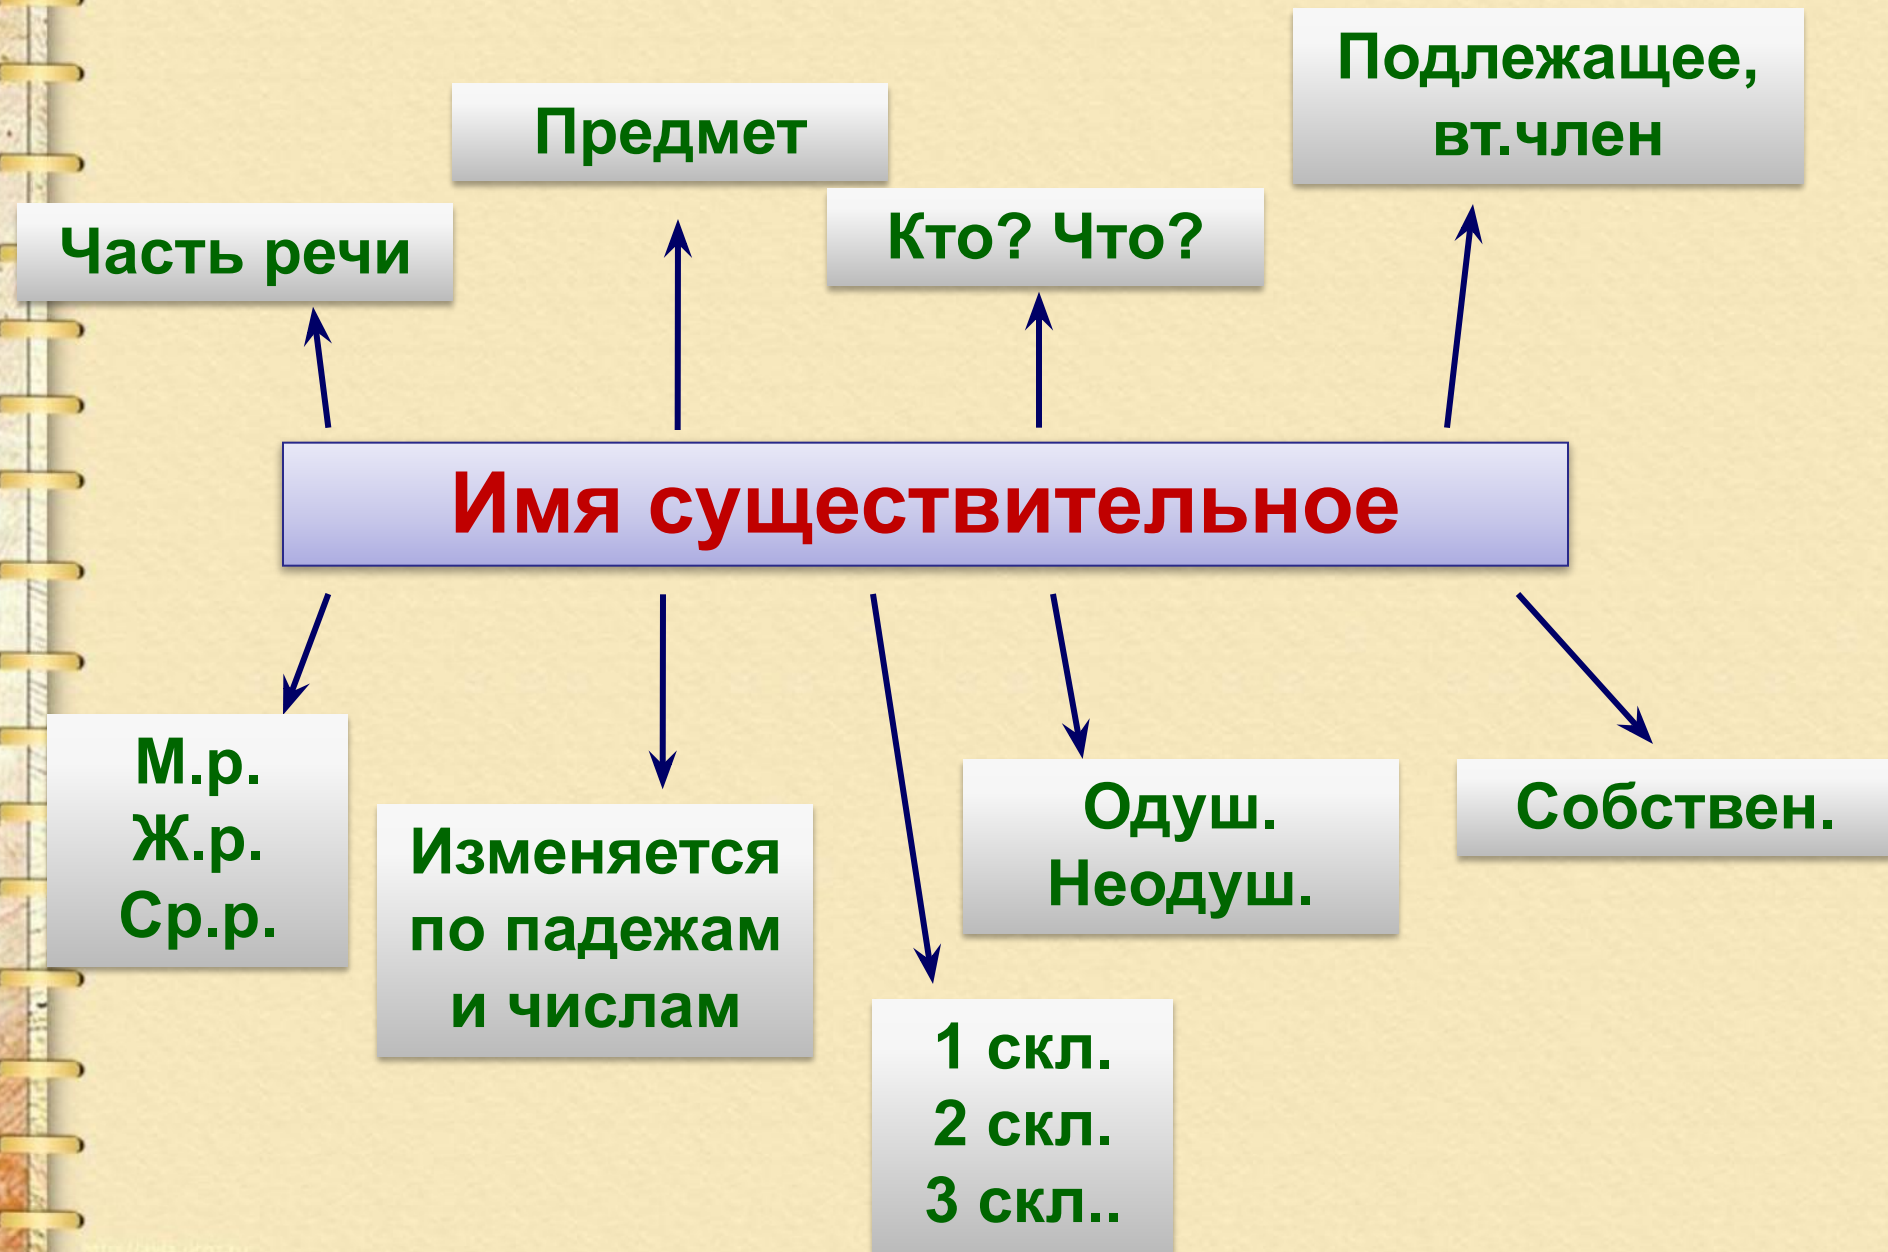 Подлежащее,
вт.член
Предмет
Кто? Что?
Часть речи
Имя существительное
М.р.
Ж.р.
Ср.р.
Изменяется
по падежам
и числам
1 скл.
2 скл.
3 скл..
Одуш.
Неодуш.
Собствен.